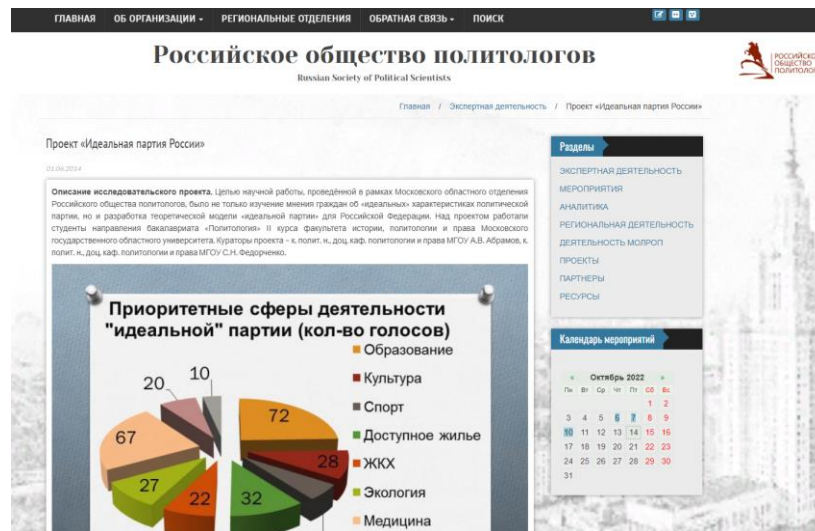 ГЛАВНАЯ ОБ ОРГАНИЗАЦИИ РЕГИОНАЛЬНЫЕ ОТДЕЛЕНИЯ ОБРАТНАЯ СВЯЗЬ ПОИСК
Российское общество политологов
Russian Society of Political Scientists
РОССИЙСКО
ОБЩЕСТВО
ПОЛИТОЛОГ
Главная / Экспертная деятельность / Проект «Идеальная партия России»
Проект «Идеальная партия России»
01.06.2014
Описание исследовательского проекта. Целью научной работы, проведённой в рамках Московского областного отделения
Российского общества политологов, было не только изучение мнения граждан об «идеальных» характеристиках политической
партии, но и разработка теоретической модели «идеальной партии» для Российской Федерации. Над проектом работали
студенты направления бакалавриата «Политология» II курса факультета истории, политологии и права Московского
государственного областного университета. Кураторы проекта – к. полит. н., доц. каф. политологии и права МГОУ А.В. Абрамов, к.
полит. н., доц. каф. политологии и права МГОУ С.Н. Федорченко.
Приоритетные сферы деятельности
"идеальной" партии (кол-во голосов)
20
10
72
67
28
27
22
32
Образование
Культура
Спорт
Доступное жилье
ЖКХ
Экология
Медицина
Разделы
ЭКСПЕРТНАЯ ДЕЯТЕЛЬНОСТЬ
МЕРОПРИЯТИЯ
АНАЛИТИКА
РЕГИОНАЛЬНАЯ ДЕЯТЕЛЬНОСТЬ
ДЕЯТЕЛЬНОСТЬ МОЛРОП
ПРОЕКТЫ
ПАРТНЕРЫ
РЕСУРСЫ
Календарь мероприятий
« Октябрь 2022 »
Пн Вт Ср Чт Пт Сб Вс
1 2
3 4 5 6 7 8 9
10 11 12 13 14 15 16
17 18 19 20 21 22 23
24 25 26 27 28 29 30
31